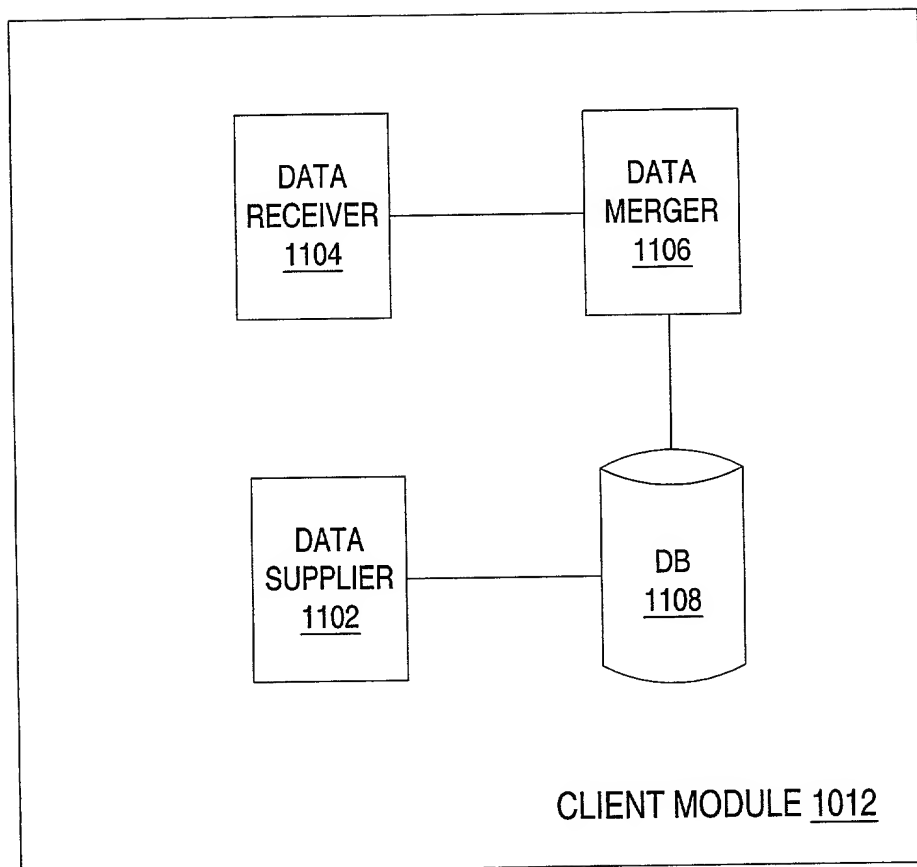 DATA
RECEIVER
1104
DATA
MERGER
1106
DATA
SUPPLIER
1102
DB
1108
CLIENT MODULE 1012